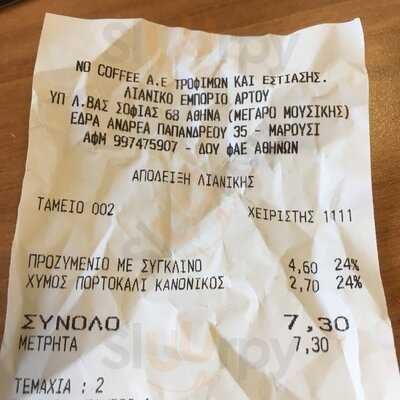 NO COFFEE Α.Ε ΤΡΟΦΙΜΩΝ ΚΑΙ ΕΣΤΙΑΣΗΣ.
ΛΙΑΝΙΚΟ ΕΜΠΟΡΙΟ ΑΡΤΟΥ
ΥΠ Λ.ΒΑΣ ΣΟΦΙΑΣ 68 ΑΘΗΝΑ (ΜΕΓΑΡΟ ΜΟΥΣΙΚΗΣ)
ΕΔΡΑ ΑΝΔΡΕΑ ΠΑΠΑΝΔΡΕΟΥ 35 - ΜΑΡΟΥΣΙ
ΑΦΜ 997475907 - ΔΟΥ ΦΑΕ ΑΘΗΝΩΝ
ΑΠΟΔΕΙΞΗ ΛΙΑΝΙΚΗΣ
ΤΑΜΕΙΟ 002 ΧΕΙΡΙΣΤΗΣ 1111
ΠΡΟΖΥΜΕΝΙΟ ΜΕ ΣΥΓΚΛΙΝΟ 4,60 24%
ΧΥΜΟΣ ΠΟΡΤΟΚΑΛΙ ΚΑΝΟΝΙΚΟΣ 2,70 24%
ΣΥΝΟΛΟ 7,30
ΜΕΤΡΗΤΑ 7,30
ΤΕΜΑΧΙΑ : 2